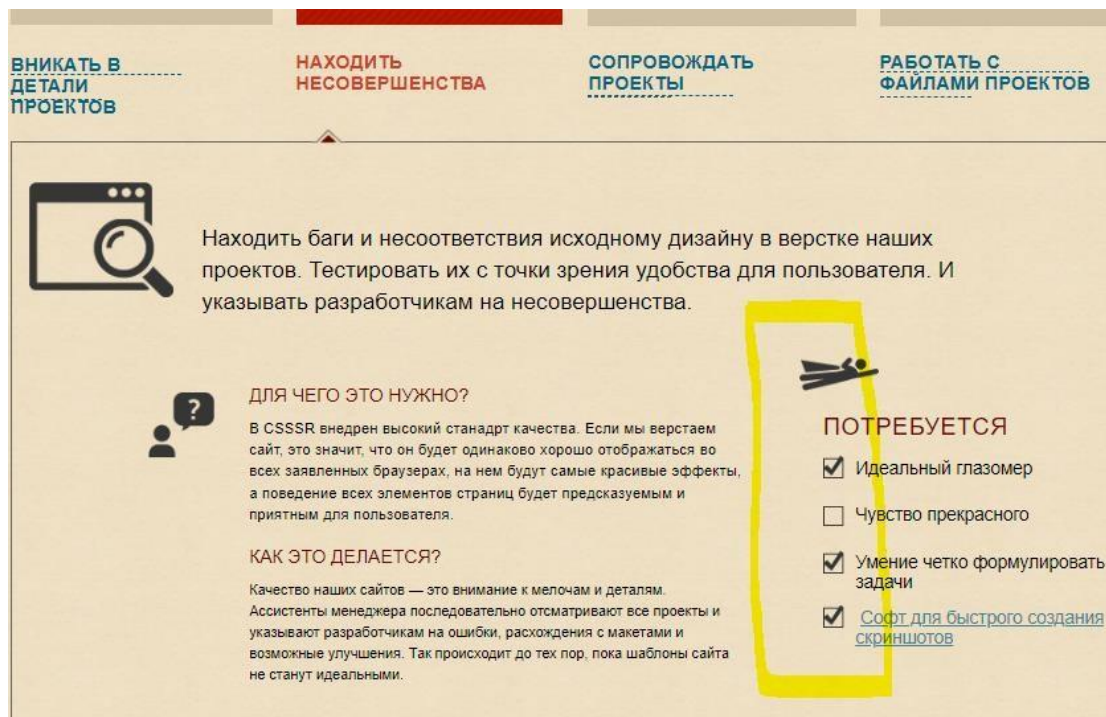 ВНИКАТЬ В
ДЕТАЛИ
ПРОЕКТОВ
НАХОДИТЬ
НЕСОВЕРШЕНСТВА
СОПРОВОЖДАТЬ
ПРОЕКТЫ
РАБОТАТЬ С
ФАЙЛАМИ ПРОЕКТОВ
Находить баги и несоответствия исходному дизайну в верстке наших
проектов. Тестировать их с точки зрения удобства для пользователя. И
указывать разработчикам на несовершенства.
?
ДЛЯ ЧЕГО ЭТО НУЖНО?
В CSSSR внедрен высокий станадрт качества. Если мы верстаем
сайт, это значит, что он будет одинаково хорошо отображаться во
всех заявленных браузерах, на нем будут самые красивые эффекты,
а поведение всех элементов страниц будет предсказуемым и
приятным для пользователя.
КАК ЭТО ДЕЛАЕТСЯ?
Качество наших сайтов — это внимание к мелочам и деталям.
Ассистенты менеджера последовательно отсматривают все проекты и
указывают разработчикам на ошибки, расхождения с макетами и
возможные улучшения. Так происходит до тех пор, пока шаблоны сайта
не станут идеальными.
ПОТРЕБУЕТСЯ
Идеальный глазомер
Чувство прекрасного
Умение четко формулировать
задачи
Софт для быстрого создания
скриншотов